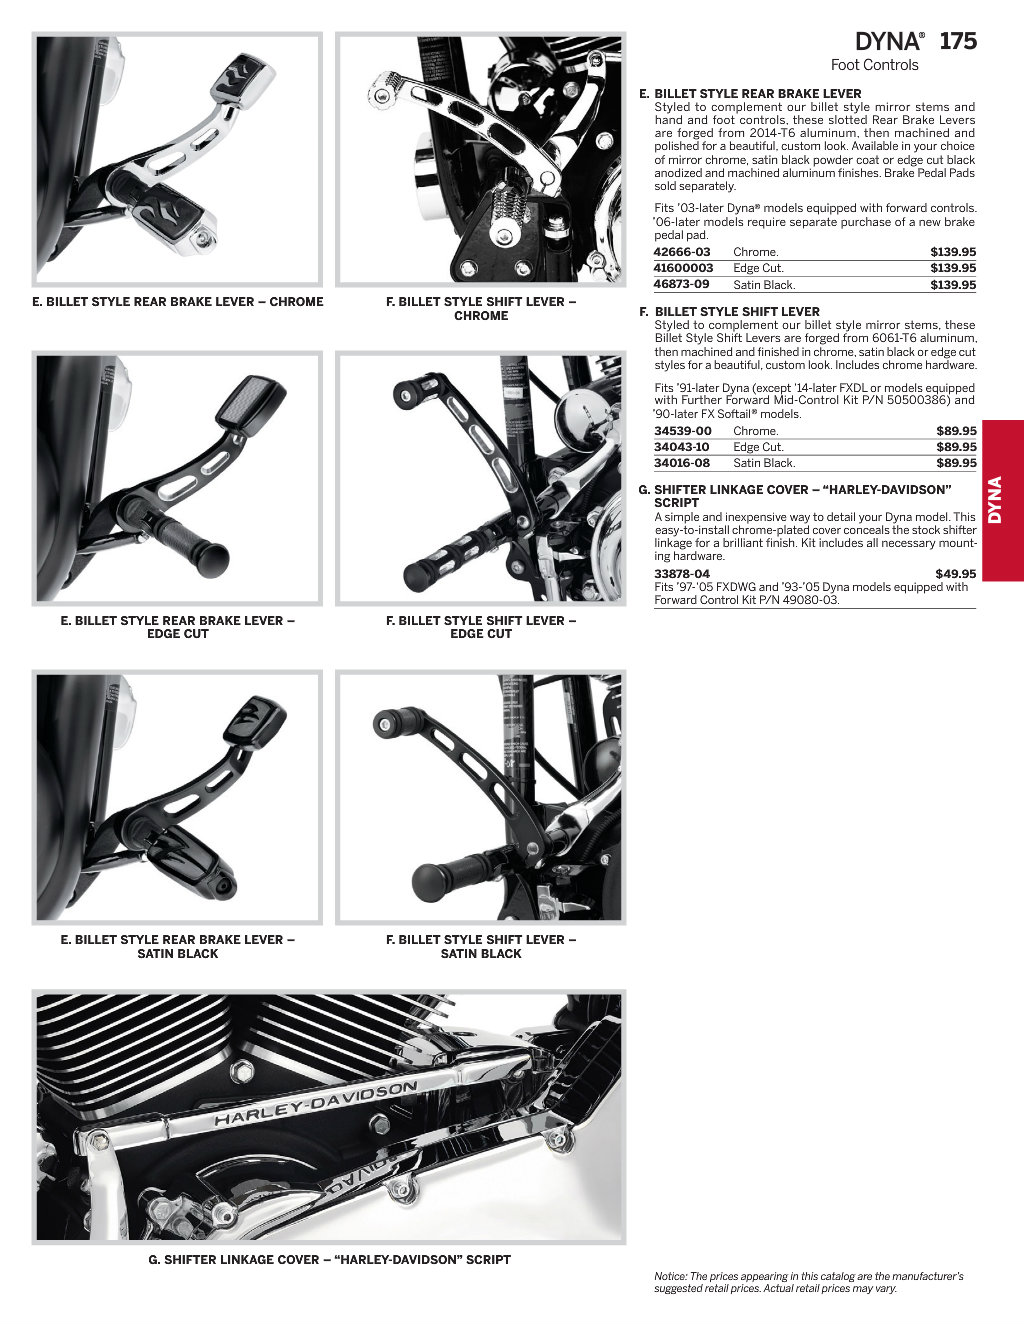 DYNA® 175
Foot Controls
E. BILLET STYLE REAR BRAKE LEVER – CHROME
F. BILLET STYLE SHIFT LEVER –
CHROME
E. BILLET STYLE REAR BRAKE LEVER –
EDGE CUT
F. BILLET STYLE SHIFT LEVER –
EDGE CUT
E. BILLET STYLE REAR BRAKE LEVER –
SATIN BLACK
F. BILLET STYLE SHIFT LEVER –
SATIN BLACK
HARLEY-DAVIDSON
G. SHIFTER LINKAGE COVER – “HARLEY-DAVIDSON” SCRIPT
E. BILLET STYLE REAR BRAKE LEVER
Styled to complement our billet style mirror stems and
hand and foot controls, these slotted Rear Brake Levers
are forged from 2014-T6 aluminum, then machined and
polished for a beautiful, custom look. Available in your choice
of mirror chrome, satin black powder coat or edge cut black
anodized and machined aluminum finishes. Brake Pedal Pads
sold separately.
Fits ’03-later Dyna® models equipped with forward controls.
’06-later models require separate purchase of a new brake
pedal pad.
42666-03 Chrome. $139.95
41600003 Edge Cut. $139.95
46873-09 Satin Black. $139.95
F. BILLET STYLE SHIFT LEVER
Styled to complement our billet style mirror stems, these
Billet Style Shift Levers are forged from 6061-T6 aluminum,
then machined and finished in chrome, satin black or edge cut
styles for a beautiful, custom look. Includes chrome hardware.
Fits ’91-later Dyna (except ’14-later FXDL or models equipped
with Further Forward Mid-Control Kit P/N 50500386) and
’90-later FX Softail® models.
34539-00 Chrome. $89.95
34043-10 Edge Cut. $89.95
34016-08 Satin Black. $89.95
G. SHIFTER LINKAGE COVER – “HARLEY-DAVIDSON”
SCRIPT
A simple and inexpensive way to detail your Dyna model. This
easy-to-install chrome-plated cover conceals the stock shifter
linkage for a brilliant finish. Kit includes all necessary mount-
ing hardware.
33878-04 $49.95
Fits ’97-’05 FXDWG and ’93-’05 Dyna models equipped with
Forward Control Kit P/N 49080-03.
DYNA
Notice: The prices appearing in this catalog are the manufacturer’s
suggested retail prices. Actual retail prices may vary.